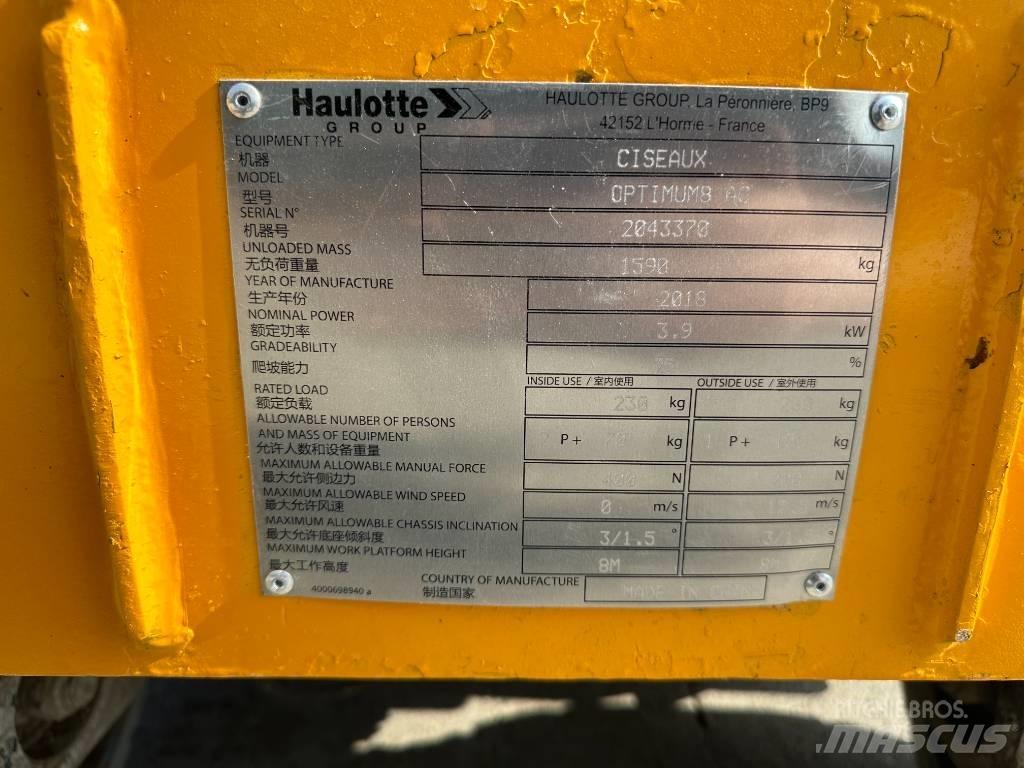 Haulotte
GROUP
HAULOTTE GROUP, La Péronnière, BP9
42152 L'Horme - France
EQUIPMENT TYPE
机器
CISEAUX
MODEL
型号
OPTIMUM8 AC
SERIAL N°
机器号
2043370
UNLOADED MASS
无负荷重量
1590 kg
YEAR OF MANUFACTURE
生产年份
2018
NOMINAL POWER
额定功率
3.9 kW
GRADEABILITY
爬坡能力
%
INSIDE USE / 室内使用 OUTSIDE USE / 室外使用
RATED LOAD
额定负载
230 kg kg
ALLOWABLE NUMBER OF PERSONS
AND MASS OF EQUIPMENT
允许人数和设备重量
P + 70 kg P + kg
MAXIMUM ALLOWABLE MANUAL FORCE
最大允许侧边力
400 N N
MAXIMUM ALLOWABLE WIND SPEED
最大允许风速
0 m/s m/s
MAXIMUM ALLOWABLE CHASSIS INCLINATION
最大允许底座倾斜度
3/1.5 ° °
MAXIMUM WORK PLATFORM HEIGHT
最大工作高度
8M
4000698940 a
COUNTRY OF MANUFACTURE
制造国家
MADE IN
RITCHIE BROS.
MASCUS